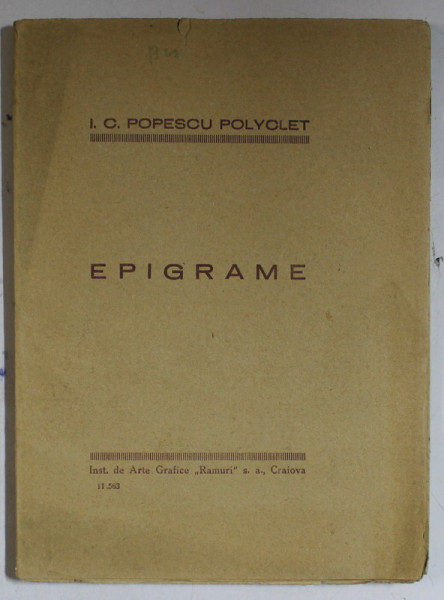 I. C. POPESCU POLYCLET
EPIGRAME
Inst. de Arte Grafice „Ramuri" s. a., Craiova
11.563